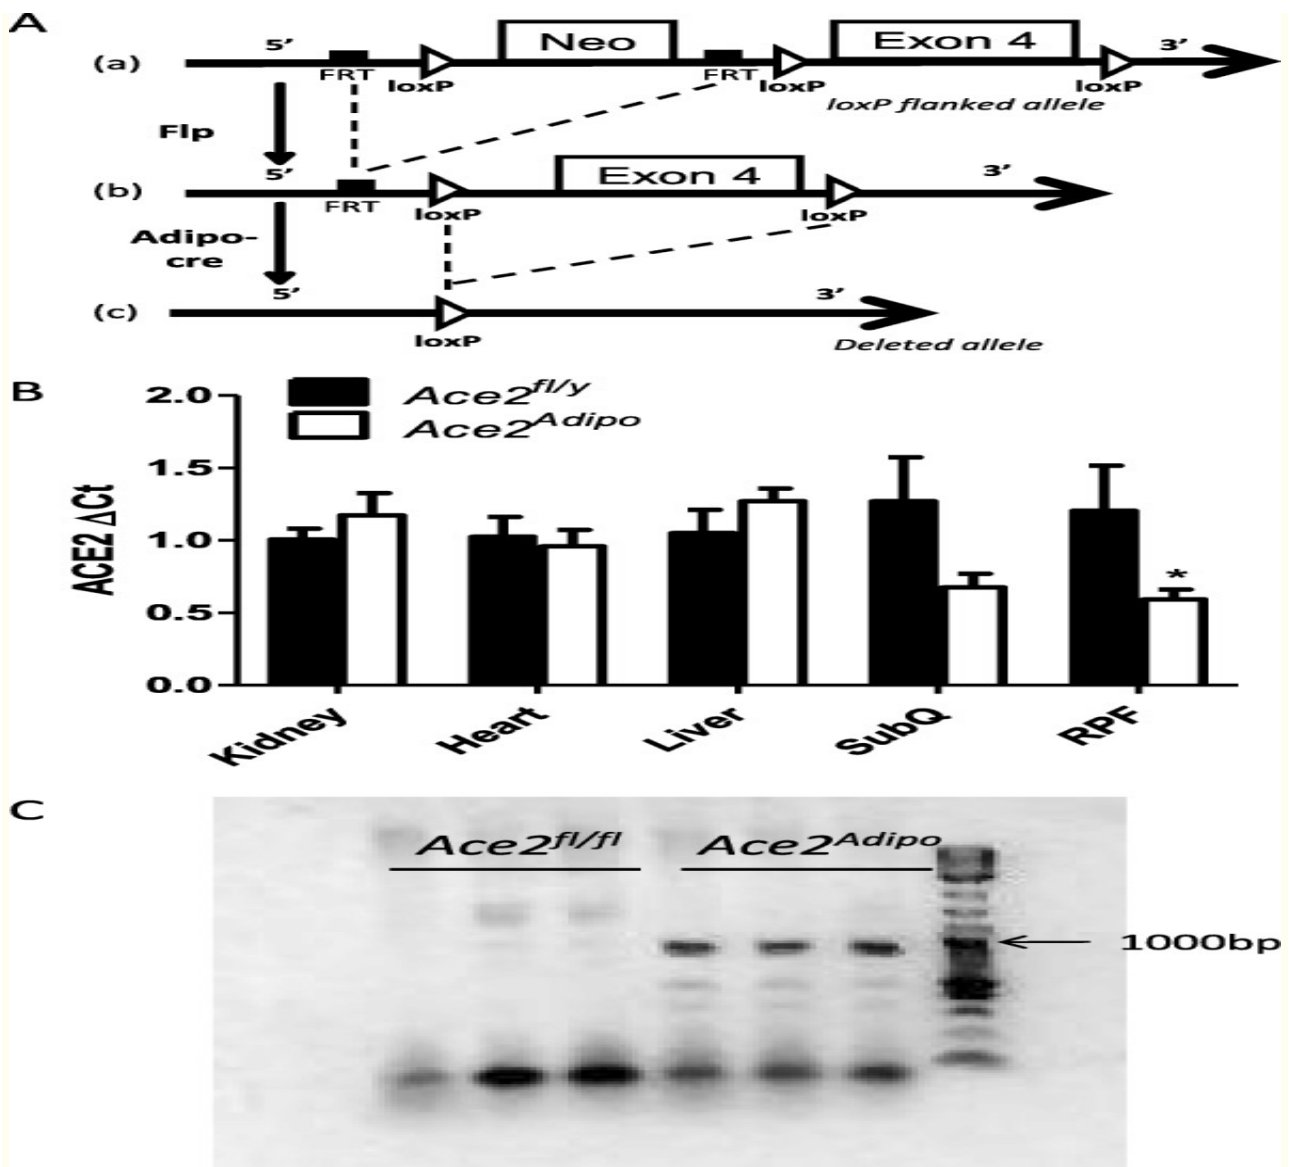 A
(a)
5’
FRT
loxP
Neo
FRT
loxP
Exon 4
loxP
3’
loxP flanked allele
Flp
(b)
5’
FRT
loxP
Exon 4
loxP
3’
Adipo-
cre
(c)
5’
loxP
3’
Deleted allele
B
Ace2fl/y
Ace2Adipo
ACE2 ΔCt
2.0
1.5
1.0
0.5
0.0
*
Kidney
Heart
Liver
SubQ
RPF
C
Ace2fl/fl
Ace2Adipo
1000bp